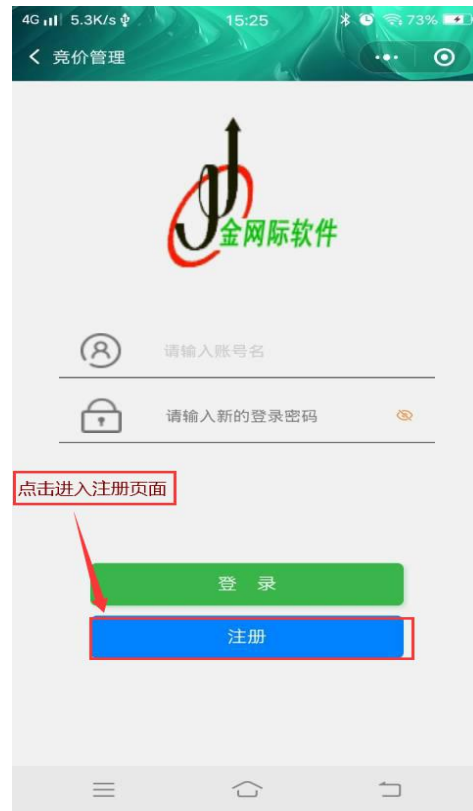 4G 5.3K/s 15:25 73%
竞价管理
金网际软件
请输入账号名
请输入新的登录密码
点击进入注册页面
登 录
注册